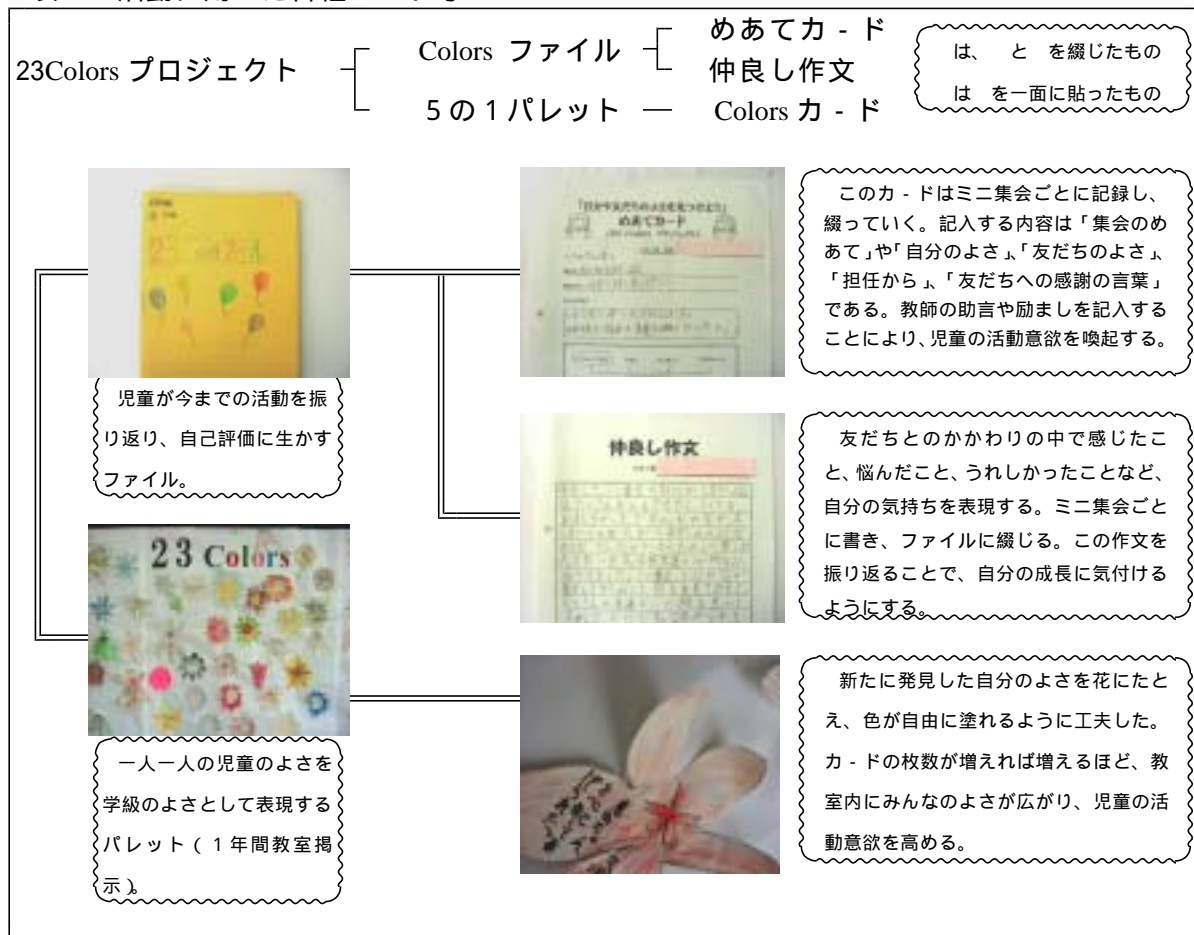 23Colors プロジェクト
Colors ファイル
めあてカ - ド
仲良し作文
5の1パレット
Colors カ - ド
は、 と を綴じたもの
は を一面に貼ったもの
このカ - ドはミニ集会ごとに記録し、
綴っていく。記入する内容は「集会のめ
あて」や「自分のよさ」、「友だちのよさ」、
「担任から」、「友だちへの感謝の言葉」
である。教師の助言や励ましを記入する
ことにより、児童の活動意欲を喚起する。
「自分や友だちのよさを見つけよう」
めあてカード
児童が今までの活動を振
り返り、自己評価に生かす
ファイル。
仲良し作文
友だちとのかかわりの中で感じたこ
と、悩んだこと、うれしかったことなど、
自分の気持ちを表現する。ミニ集会ごと
に書き、ファイルに綴じる。この作文を
振り返ることで、自分の成長に気付ける
ようにする。
23 Colors
一人一人の児童のよさを
学級のよさとして表現する
パレット(1年間教室掲
示)。
新たに発見した自分のよさを花にたと
え、色が自由に塗れるように工夫した。
カ - ドの枚数が増えれば増えるほど、教
室内にみんなのよさが広がり、児童の活
動意欲を高める。